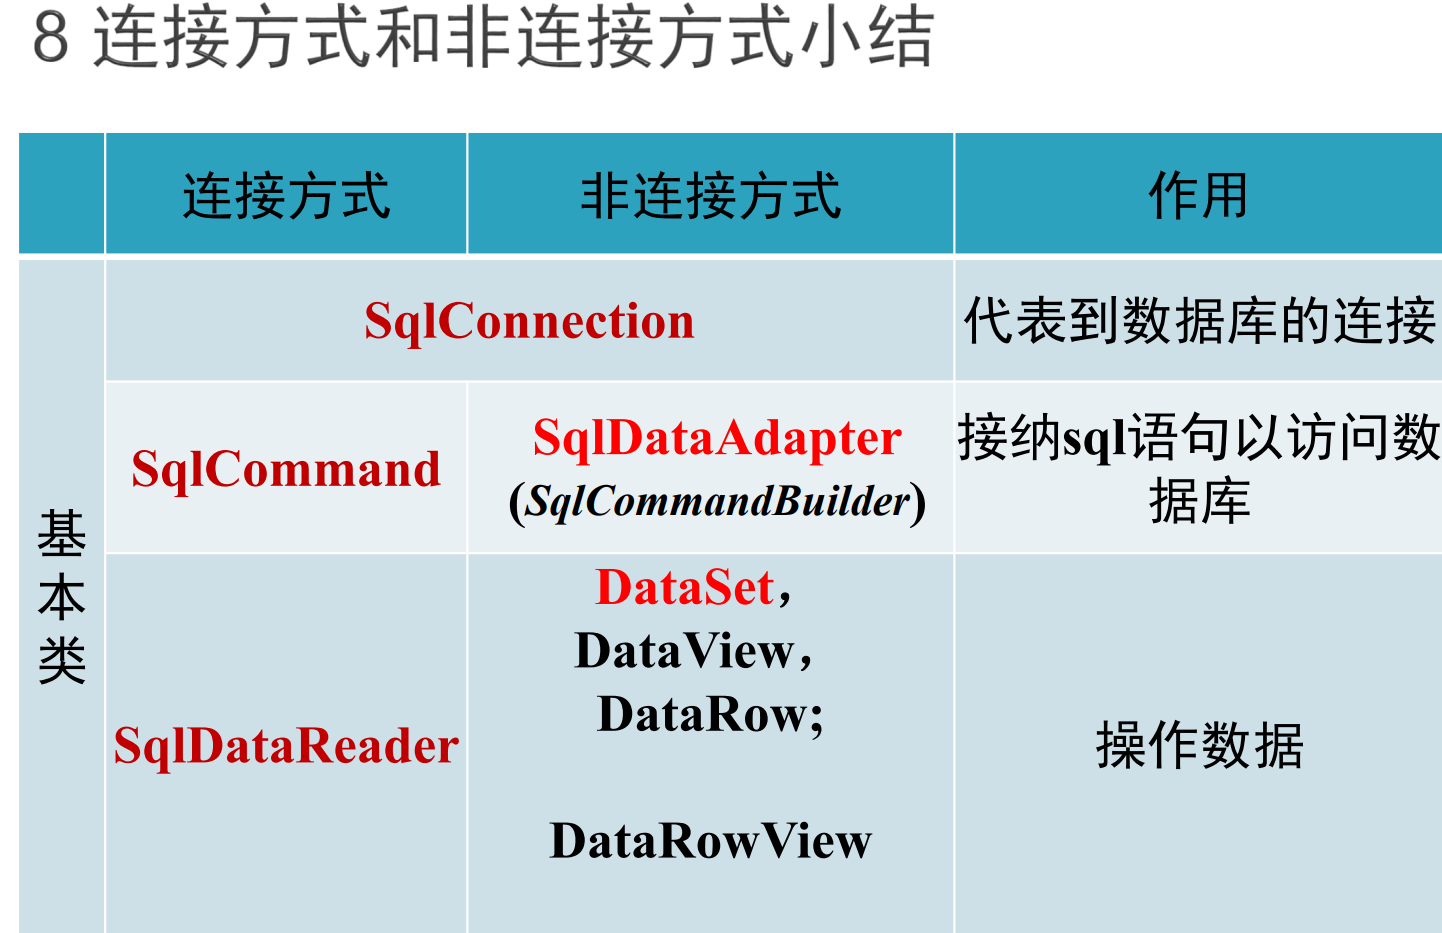 8 连接方式和非连接方式小结
连接方式
非连接方式
作用
基
本
类
SqlConnection
代表到数据库的连接
SqlCommand
SqlDataAdapter
(SqlCommandBuilder)
接纳sql语句以访问数
据库
SqlDataReader
DataSet，
DataView，
DataRow;
DataRowView
操作数据